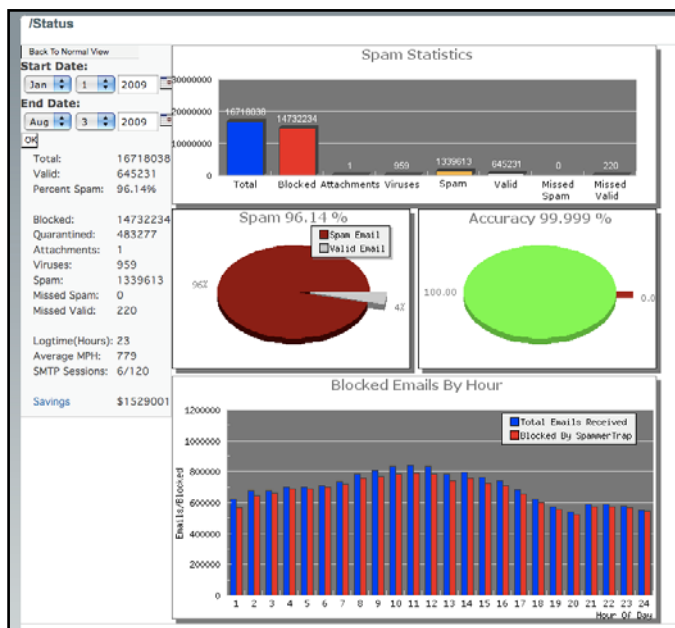 /Status
Back To Normal View
Start Date:
Jan 1 2009
End Date:
Aug 3 2009
OK
Total: 16718038
Valid: 645231
Percent Spam: 96.14%
Blocked: 14732234
Quarantined: 483277
Attachments: 1
Viruses: 959
Spam: 1339613
Missed Spam: 0
Missed Valid: 220
Logtime(Hours): 23
Average MPH: 779
SMTP Sessions: 6/120
Savings $1529001
Spam Statistics
30000000
20000000
10000000
0
16718038 14732234 1 959 1339613 645231 0 220
Total Blocked Attachments Viruses Spam Valid Missed Spam Missed Valid
Spam 96.14 %
Spam Email
Valid Email
96%
4%
Accuracy 99.999 %
100.00
0.0
Blocked Emails By Hour
1200000
1000000
800000
600000
400000
200000
0
Emails/Blocked
Total Emails Received
Blocked By SpammerTrap
1 2 3 4 5 6 7 8 9 10 11 12 13 14 15 16 17 18 19 20 21 22 23 24
Hour Of Day